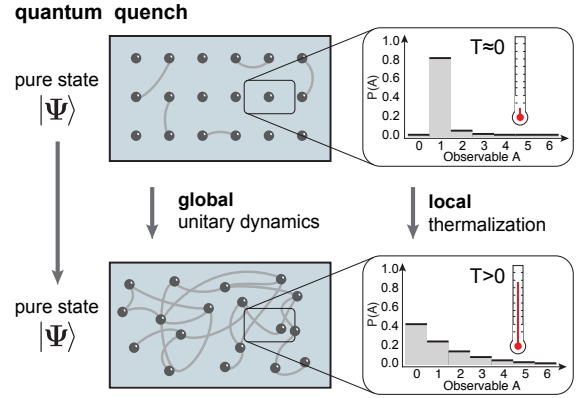 quantum quench
pure state
|Ψ⟩
P(A)
1.0
0.8
0.6
0.4
0.2
0.0
T≈0
0 1 2 3 4 5 6
Observable A
global
unitary dynamics
local
thermalization
pure state
|Ψ⟩
P(A)
1.0
0.8
0.6
0.4
0.2
0.0
T>0
0 1 2 3 4 5 6
Observable A